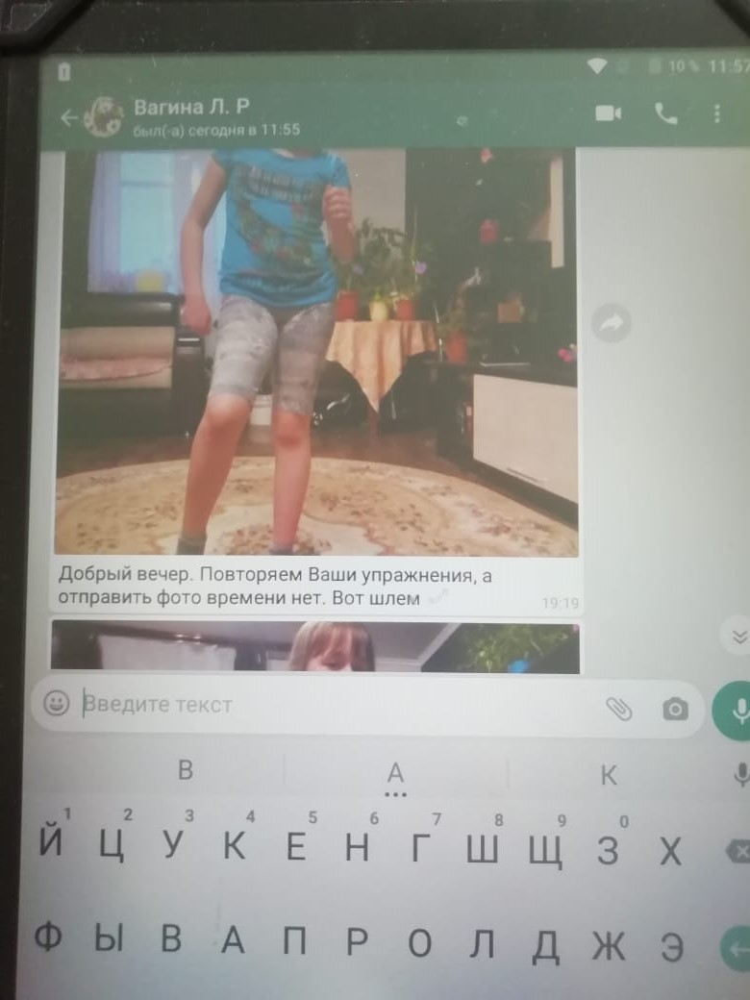 10 % 11:57
Вагина Л. Р
был(-а) сегодня в 11:55
Добрый вечер. Повторяем Ваши упражнения, а
отправить фото времени нет. Вот шлем
19:19
Введите текст
В А К
1 2 3 4 5 6 7 8 9 0
Й Ц У К Е Н Г Ш Щ З Х
Ф Ы В А П Р О Л Д Ж Э